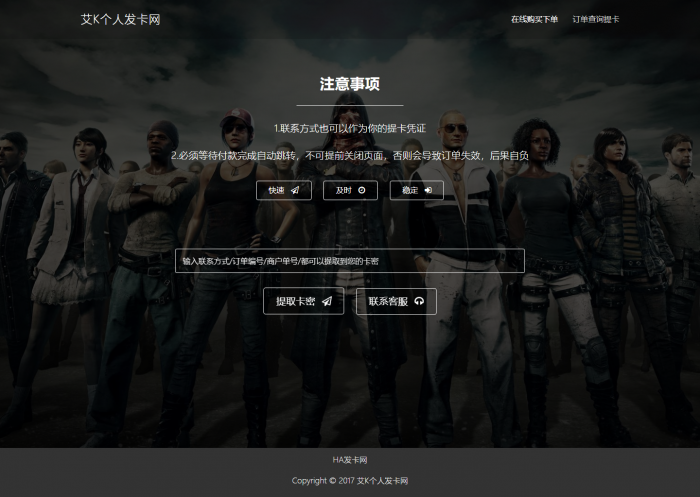 艾K个人发卡网
在线购买下单 订单查询提卡
注意事项
1.联系方式也可以作为你的提卡凭证
2.必须等待付款完成自动跳转，不可提前关闭页面，否则会导致订单失效，后果自负
快速 及时 稳定
输入联系方式/订单编号/商户单号/都可以提取到您的卡密
提取卡密 联系客服
HA发卡网
Copyright © 2017 艾K个人发卡网